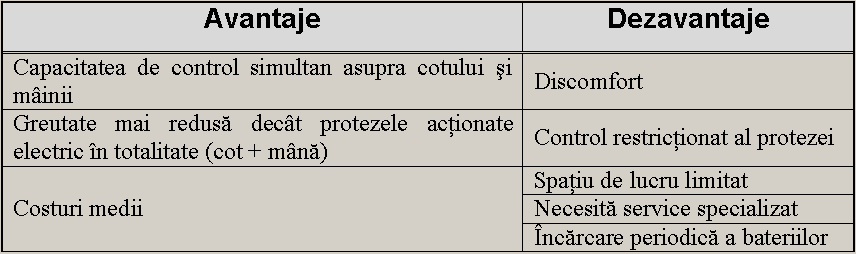 Avantaje
Dezavantaje
Capacitatea de control simultan asupra cotului şi
mâinii
Discomfort
Greutate mai redusă decât protezele acționate
electric în totalitate (cot + mână)
Control restricționat al protezei
Costuri medii
Spațiu de lucru limitat
Necesită service specializat
Încărcare periodică a bateriilor